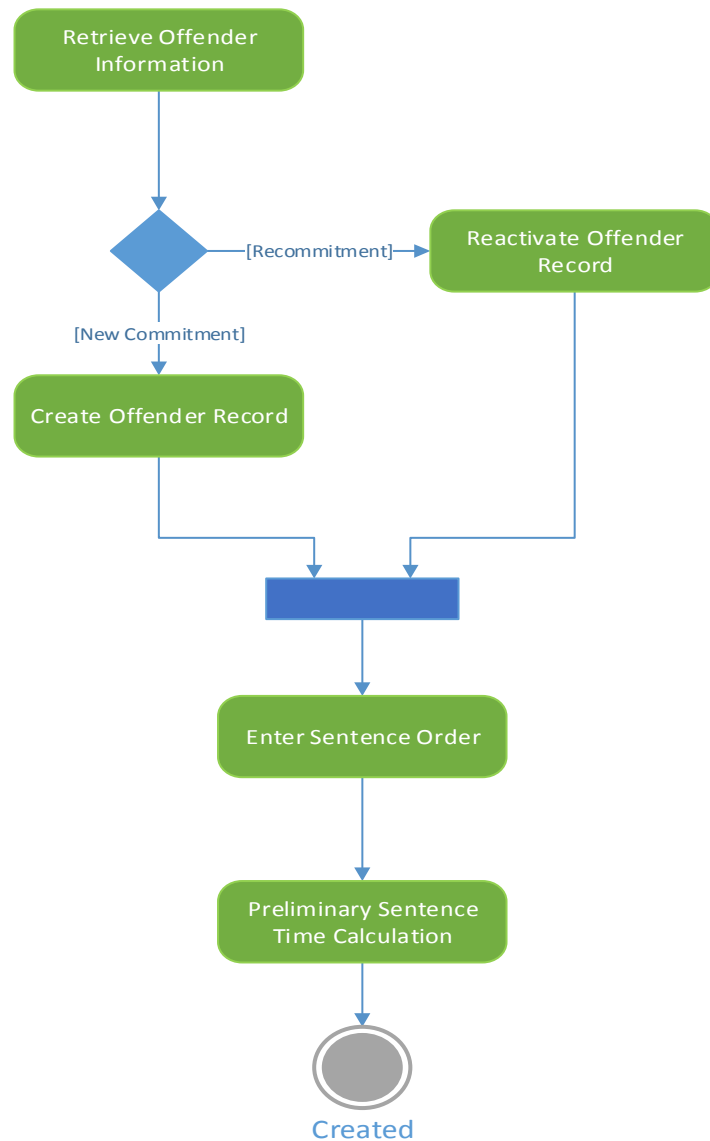 Retrieve Offender
Information
[Recommitment]
Reactivate Offender
Record
[New Commitment]
Create Offender Record
Enter Sentence Order
Preliminary Sentence
Time Calculation
Created